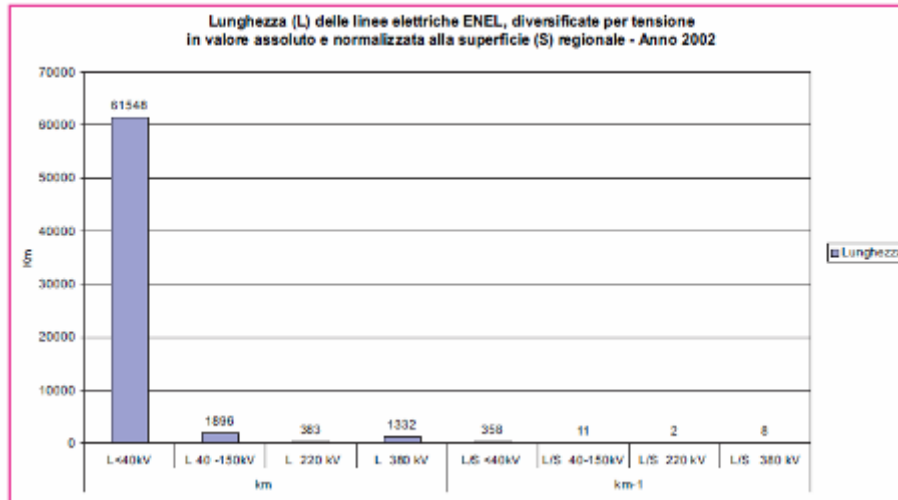 Lunghezza (L) delle linee elettriche ENEL, diversificate per tensione
in valore assoluto e normalizzata alla superficie (S) regionale - Anno 2002
70000
60000
50000
40000
30000
20000
10000
0
Km
61548
1896
383
1332
358
11
2
8
L<40kV
L 40 -150kV
L 220 kV
L 380 kV
L/S <40kV
L/S 40-150kV
L/S 220 kV
L/S 380 kV
km
km-1
Lunghezza